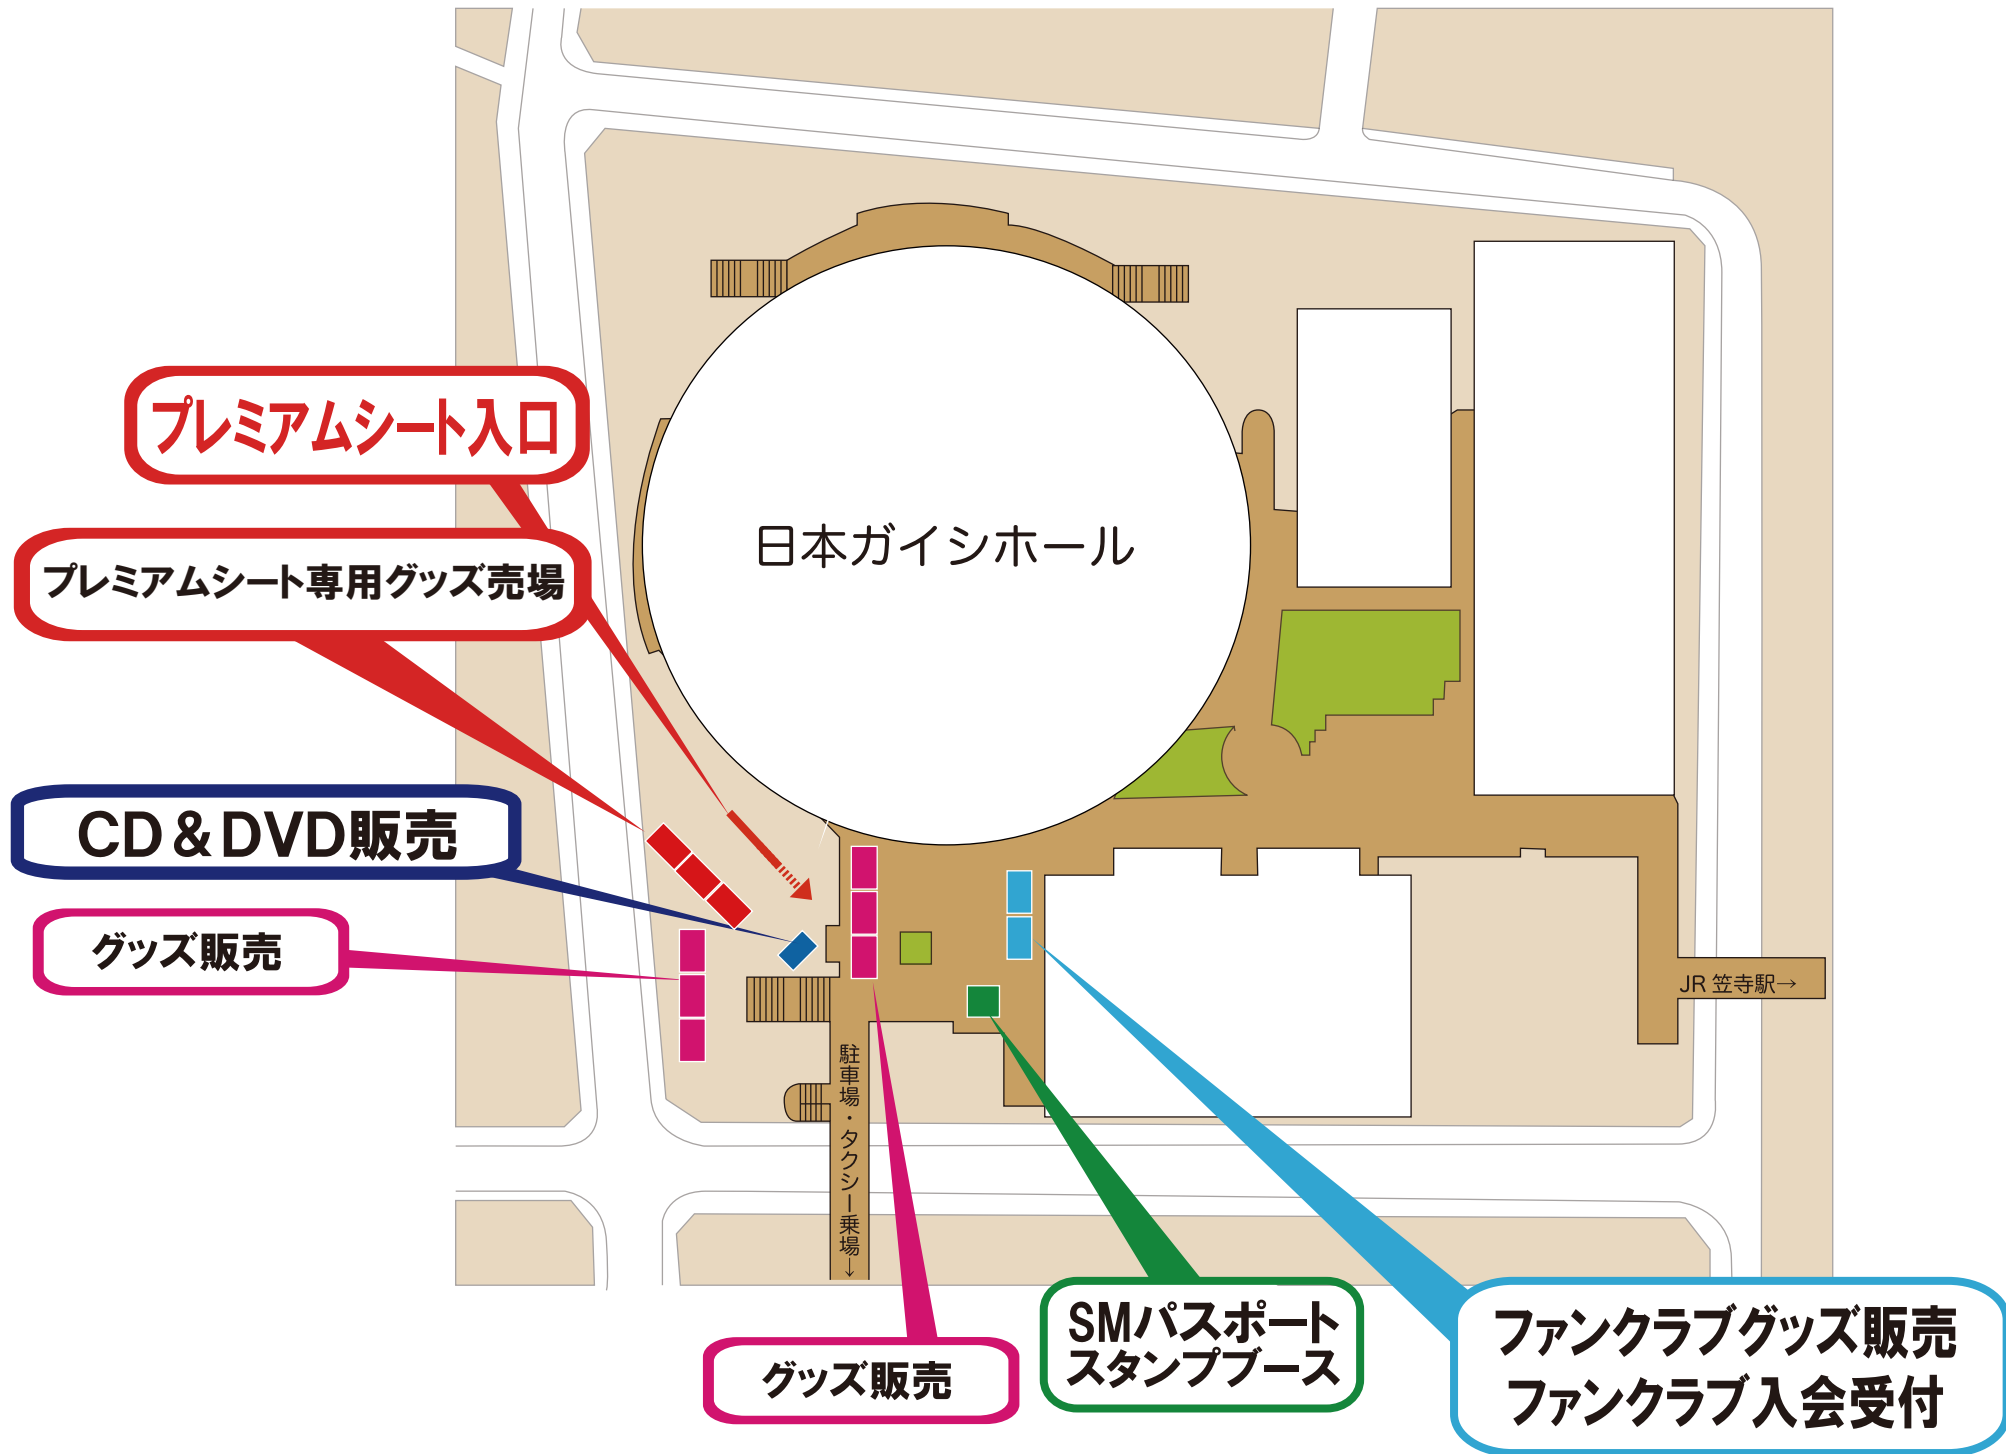 プレミアムシート入口
日本ガイシホール
プレミアムシート専用グッズ売場
CD＆DVD販売
グッズ販売
JR 笠寺駅→
駐車場・タクシー乗場→
SMパスポート
スタンプブース
ファンクラブグッズ販売
ファンクラブ入会受付
グッズ販売